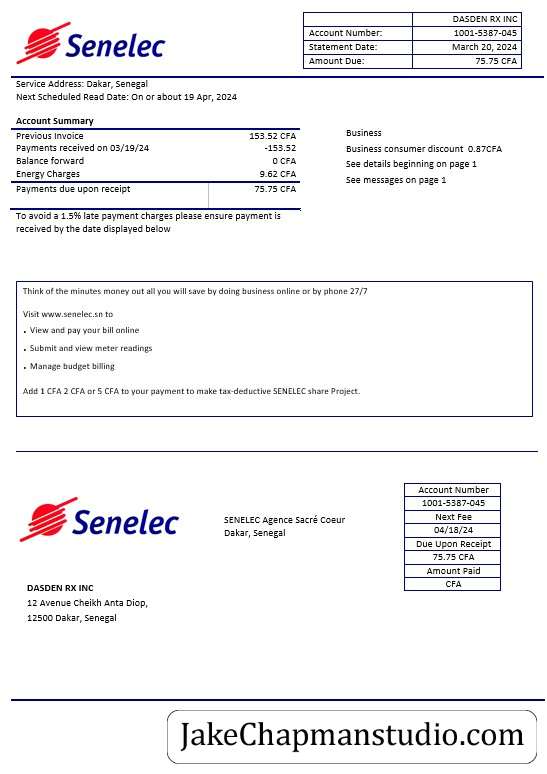 Senelec
DASDEN RX INC
Account Number: 1001-5387-045
Statement Date: March 20, 2024
Amount Due: 75.75 CFA
Service Address: Dakar, Senegal
Next Scheduled Read Date: On or about 19 Apr, 2024
Account Summary
Previous Invoice 153.52 CFA
Payments received on 03/19/24 -153.52
Balance forward 0 CFA
Energy Charges 9.62 CFA
Payments due upon receipt 75.75 CFA
Business
Business consumer discount 0.87CFA
See details beginning on page 1
See messages on page 1
To avoid a 1.5% late payment charges please ensure payment is
received by the date displayed below
Think of the minutes money out all you will save by doing business online or by phone 27/7
Visit www.senelec.sn to
• View and pay your bill online
• Submit and view meter readings
• Manage budget billing
Add 1 CFA 2 CFA or 5 CFA to your payment to make tax-deductive SENELEC share Project.
Senelec
SENELEC Agence Sacré Coeur
Dakar, Senegal
Account Number
1001-5387-045
Next Fee
04/18/24
Due Upon Receipt
75.75 CFA
Amount Paid
CFA
DASDEN RX INC
12 Avenue Cheikh Anta Diop,
12500 Dakar, Senegal
JakeChapmanstudio.com